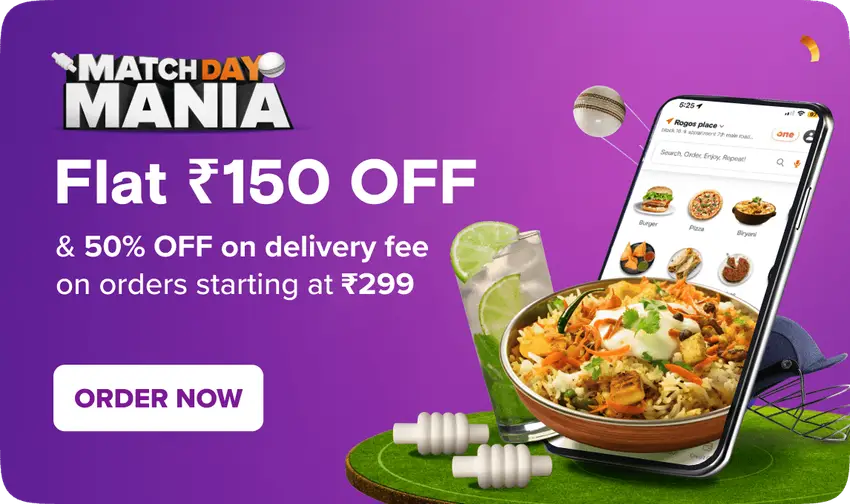 MATCH DAY
MANIA
Flat ₹150 OFF
& 50% OFF on delivery fee
on orders starting at ₹299
ORDER NOW
6:25
Rogos place
one
Search, Order, Enjoy, Repeat!
Burger
Pizza
Biryani